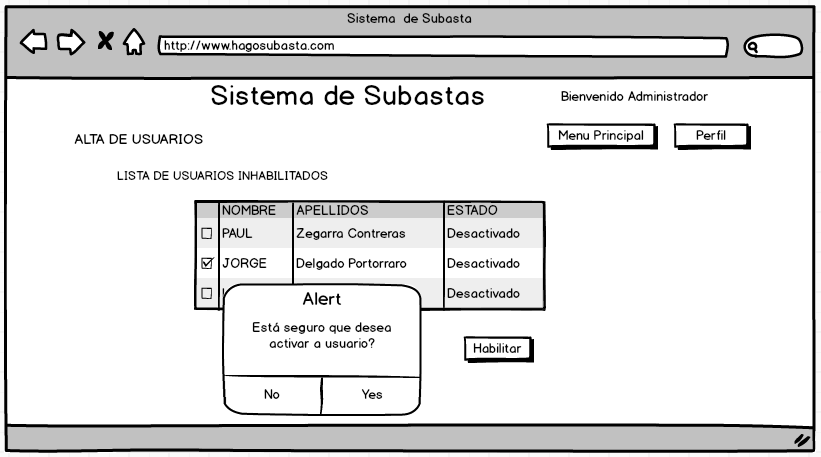 Sistema de Subasta
http://www.hagosubasta.com
Sistema de Subastas
Bienvenido Administrador
Menu Principal
Perfil
ALTA DE USUARIOS
LISTA DE USUARIOS INHABILITADOS
NOMBRE APELLIDOS ESTADO
PAUL Zegarra Contreras Desactivado
JORGE Delgado Portorraro Desactivado
Desactivado
Alert
Está seguro que desea
activar a usuario?
No Yes
Habilitar